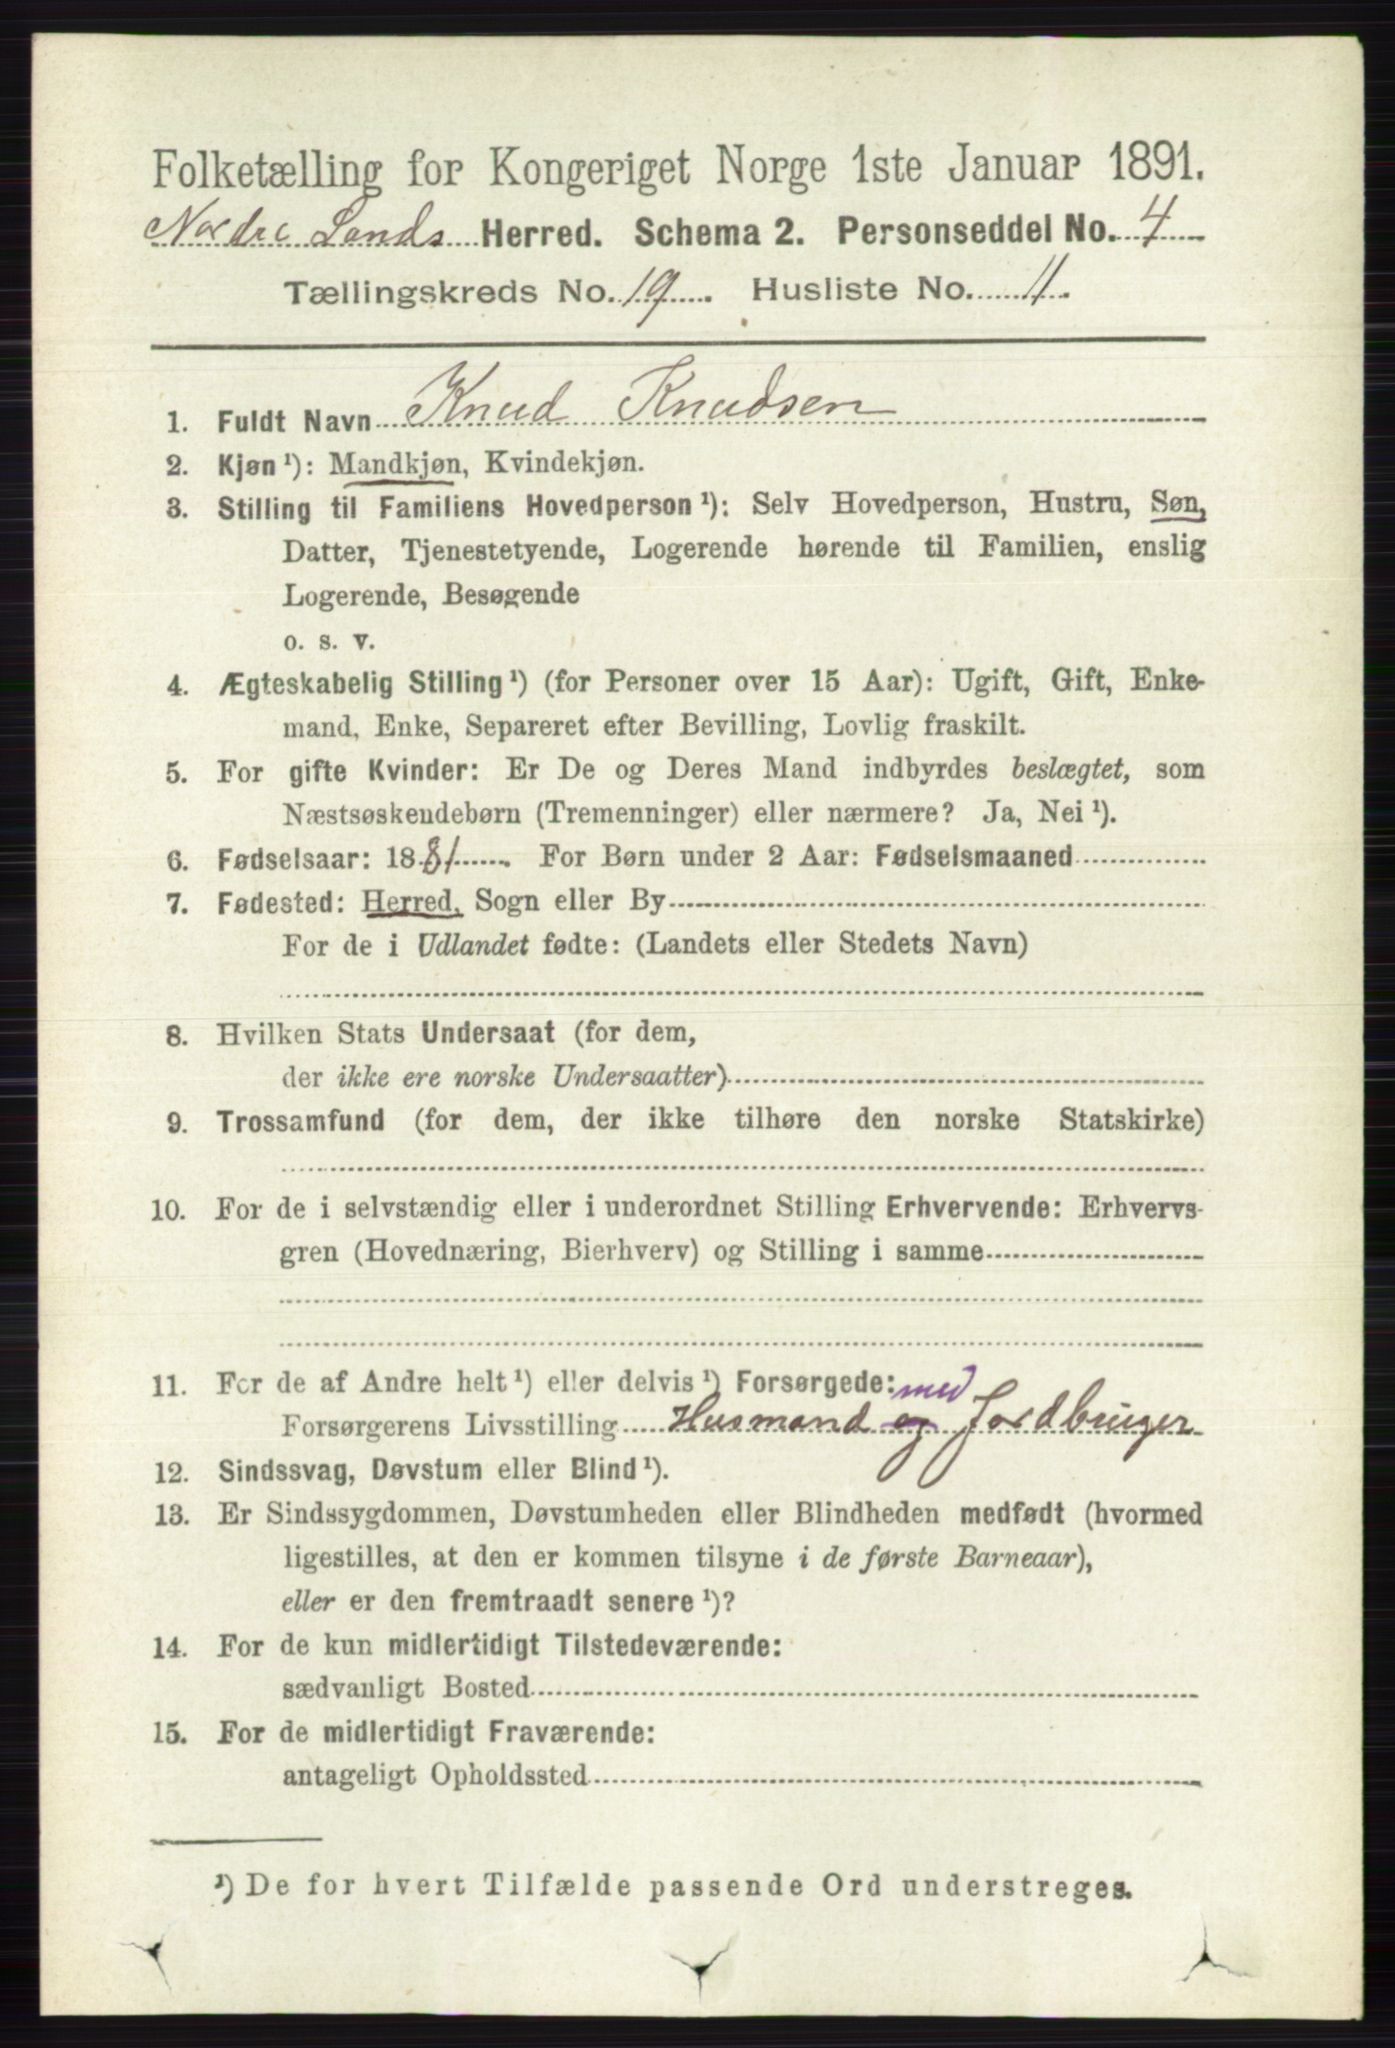 Folketælling for Kongeriget Norge 1ste Januar 1891.
Nordre Lands Herred. Schema 2. Personseddel No. 4
Tællingskreds No. 19. Husliste No. 11.
1. Fuldt Navn Knud Knudsen
2. Kjøn ¹): Mandkjøn, Kvindekjøn.
3. Stilling til Familiens Hovedperson ¹): Selv Hovedperson, Hustru, Søn,
Datter, Tjenestetyende, Logerende hørende til Familien, enslig
Logerende, Besøgende
o. s. v.
4. Ægteskabelig Stilling ¹) (for Personer over 15 Aar): Ugift, Gift, Enke-
mand, Enke, Separeret efter Bevilling, Lovlig fraskilt.
5. For gifte Kvinder: Er De og Deres Mand indbyrdes beslægtet, som
Næstsøskendebørn (Tremenninger) eller nærmere? Ja, Nei ¹).
6. Fødselsaar: 1881. For Børn under 2 Aar: Fødselsmaaned
7. Fødested: Herred, Sogn eller By
For de i Udlandet fødte: (Landets eller Stedets Navn)
8. Hvilken Stats Undersaat (for dem,
der ikke ere norske Undersaatter)
9. Trossamfund (for dem, der ikke tilhøre den norske Statskirke)
10. For de i selvstændig eller i underordnet Stilling Erhvervende: Erhvervs-
gren (Hovednæring, Bierhverv) og Stilling i samme
11. For de af Andre helt ¹) eller delvis ¹) Forsørgede: med
Forsørgerens Livsstilling Husmand og Jordbruger
12. Sindssvag, Døvstum eller Blind ¹).
13. Er Sindssygdommen, Døvstumheden eller Blindheden medfødt (hvormed
ligestilles, at den er kommen tilsyne i de første Barneaar),
eller er den fremtraadt senere ¹)?
14. For de kun midlertidigt Tilstedeværende:
sædvanligt Bosted
15. For de midlertidigt Fraværende:
antageligt Opholdssted
¹) De for hvert Tilfælde passende Ord understreges.